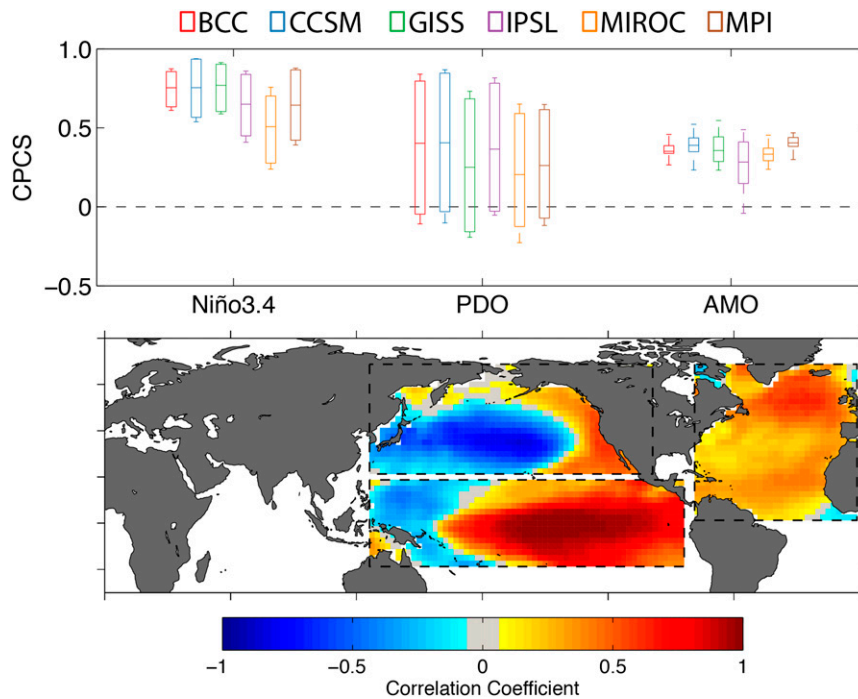 BCC CCSM GISS IPSL MIROC MPI
1.0
0.5
0
−0.5
CPCS
Niño3.4 PDO AMO
−1 −0.5 0 0.5 1
Correlation Coefficient